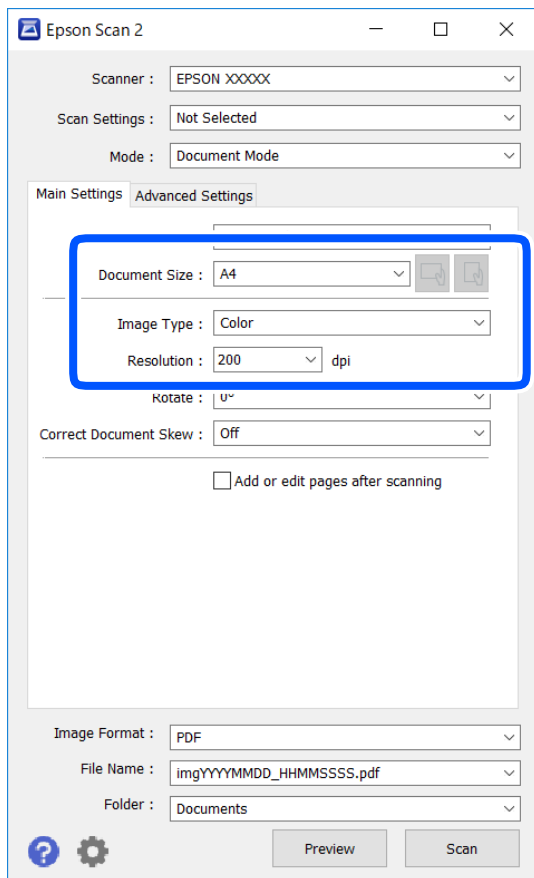 Epson Scan 2
Scanner : EPSON XXXXX
Scan Settings : Not Selected
Mode : Document Mode
Main Settings Advanced Settings
Document Size : A4
Image Type : Color
Resolution : 200 dpi
Rotate : 0°
Correct Document Skew : Off
Add or edit pages after scanning
Image Format : PDF
File Name : imgYYYYMMDD_HHMMSSSS.pdf
Folder : Documents
? Preview Scan